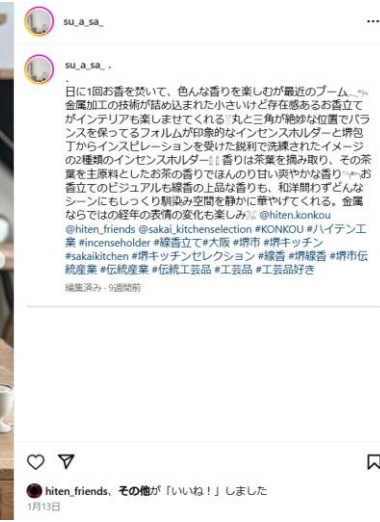 su_a_sa_
su_a_sa_ .
.
日に1回お香を焚いて、色んな香りを楽しむが最近のブーム
金属加工の技術が詰め込まれた小さいけど存在感あるお香立て
がインテリアも楽しませてくれる丸と三角が絶妙な位置でバラ
ンスを保ってるフォルムが印象的なインセンスホルダーと堺包
丁からインスピレーションを受けた鋭利で洗練されたイメージ
の2種類のインセンスホルダー 香りは茶葉を摘み取り、その茶
葉を主原料としたお茶の香りでほんのり甘い爽やかな香り お
香立てのビジュアルも線香の上品な香りも、和洋問わずどんな
シーンにもしっくり馴染み空間を静かに華やげてくれる。金属
ならではの経年の表情の変化も楽しみ @hiten.konkou
@hiten_friends @sakai_kitchenselection #KONKOU #ハイテン工
業 #incenseholder #線香立て#大阪 #堺市 #堺キッチン
#sakaikitchen #堺キッチンセレクション #線香 #堺線香 #堺市伝
統産業 #伝統産業 #伝統工芸品 #工芸品 #工芸品好き
編集済み・9週間前
hiten_friends、その他が「いいね！」しました
1月13日